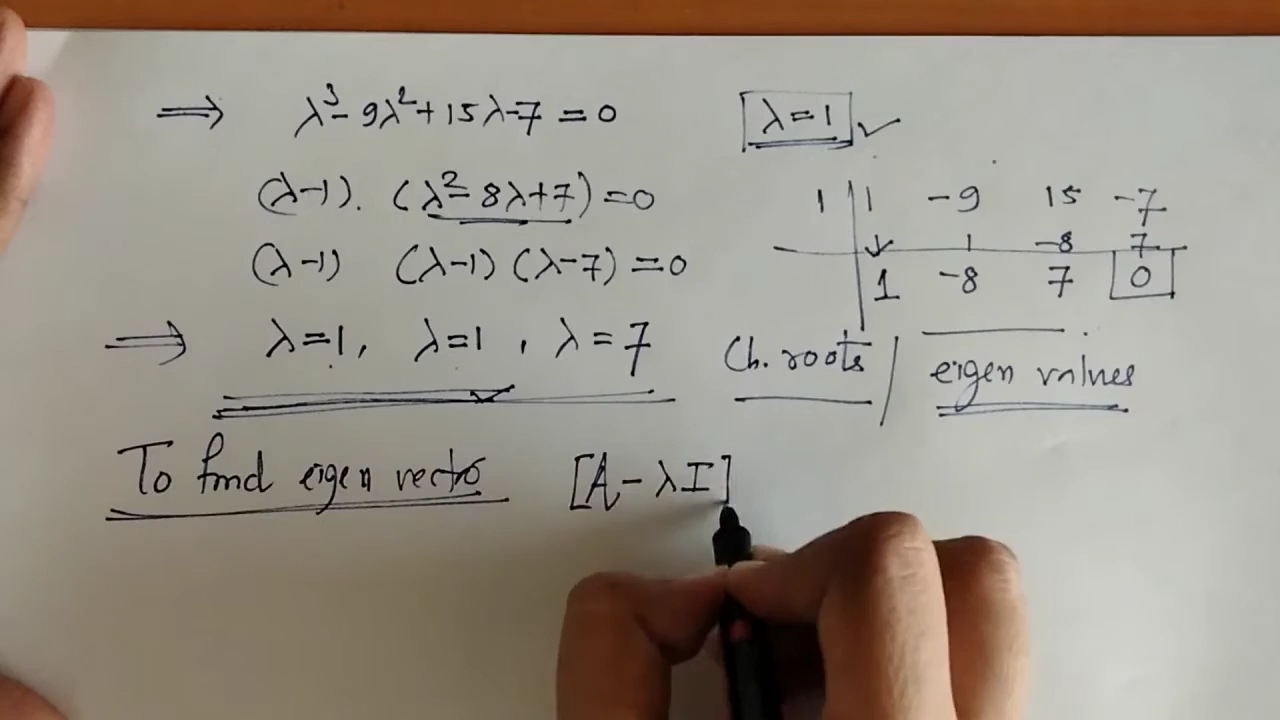 ⟹ λ³-9λ²+15λ-7=0
(λ-1). (λ²-8λ+7)=0
(λ-1) (λ-1) (λ-7)=0
⟹ λ=1, λ=1, λ=7
λ=1 ✓
1 | 1 -9 15 -7
↓ 1 -8 7
1 -8 7 0
Ch. roots / eigen values
To find eigen vector [A-λI]